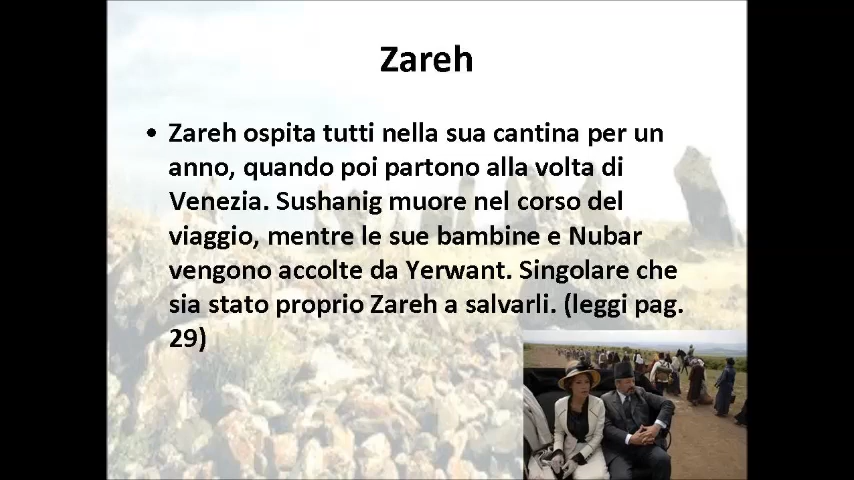 Zareh
• Zareh ospita tutti nella sua cantina per un
anno, quando poi partono alla volta di
Venezia. Sushanig muore nel corso del
viaggio, mentre le sue bambine e Nubar
vengono accolte da Yerwant. Singolare che
sia stato proprio Zareh a salvarli. (leggi pag.
29)